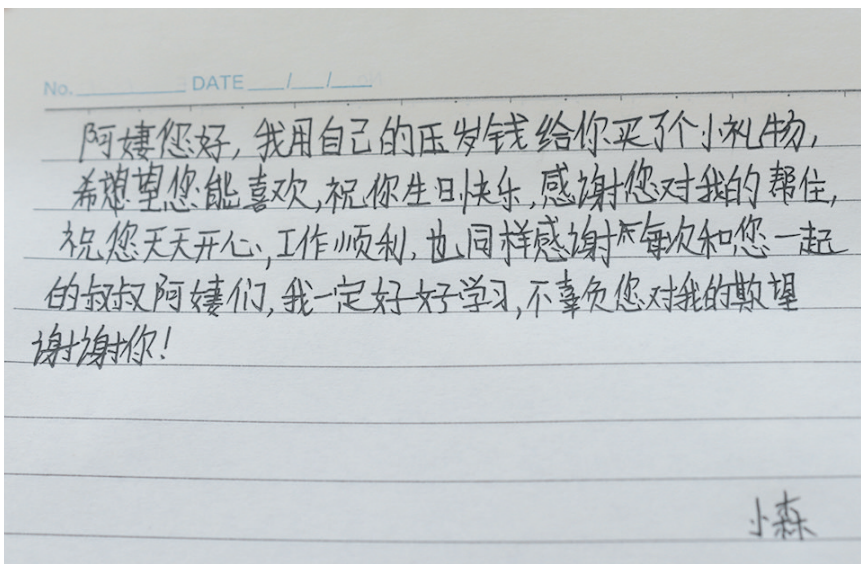 No. DATE / /
阿姨您好，我用自己的压岁钱给你买了个小礼物，
希望您能喜欢，祝你生日快乐，感谢您对我的帮住，
祝您天天开心，工作顺利，也同样感谢每次和您一起
的叔叔阿姨们，我一定好好学习，不辜负您对我的欺望
谢谢你！
小森